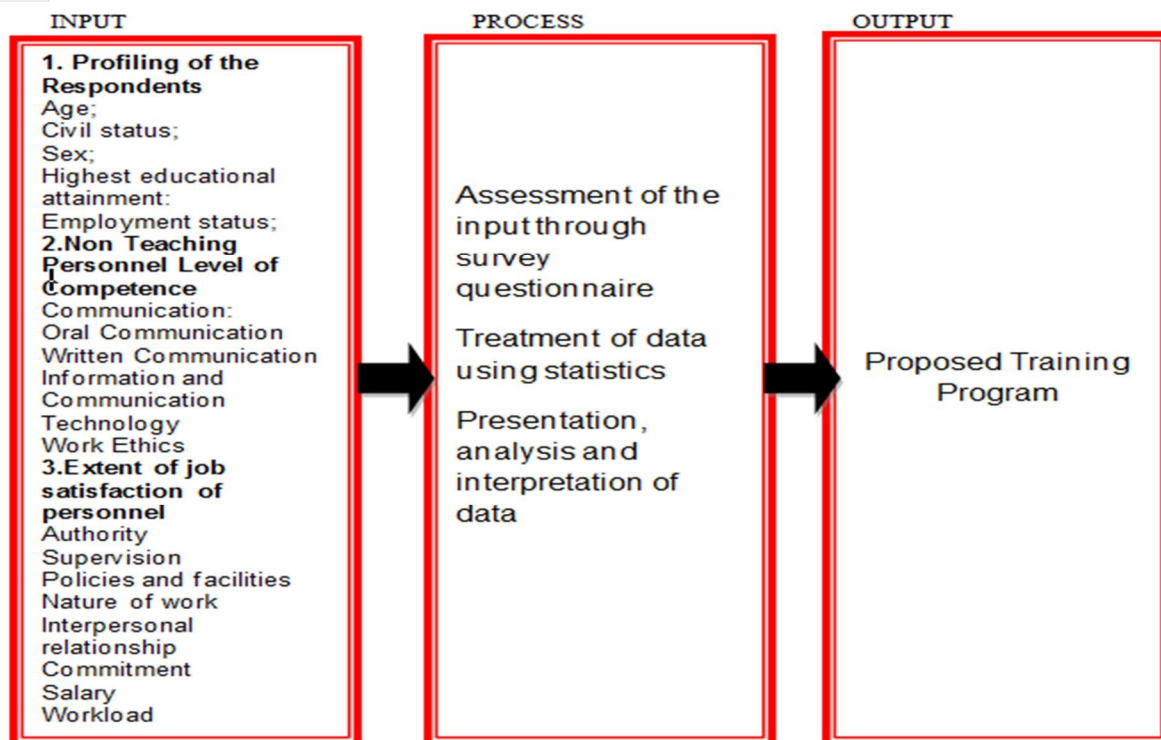 INPUT
PROCESS
OUTPUT
1. Profiling of the
Respondents
Age;
Civil status;
Sex;
Highest educational
attainment:
Employment status;
2.Non Teaching
Personnel Level of
Competence
Communication:
Oral Communication
Written Communication
Information and
Communication
Technology
Work Ethics
3.Extent of job
satisfaction of
personnel
Authority
Supervision
Policies and facilities
Nature of work
Interpersonal
relationship
Commitment
Salary
Workload
Assessment of the
input through
survey
questionnaire
Treatment of data
using statistics
Presentation,
analysis and
interpretation of
data
Proposed Training
Program